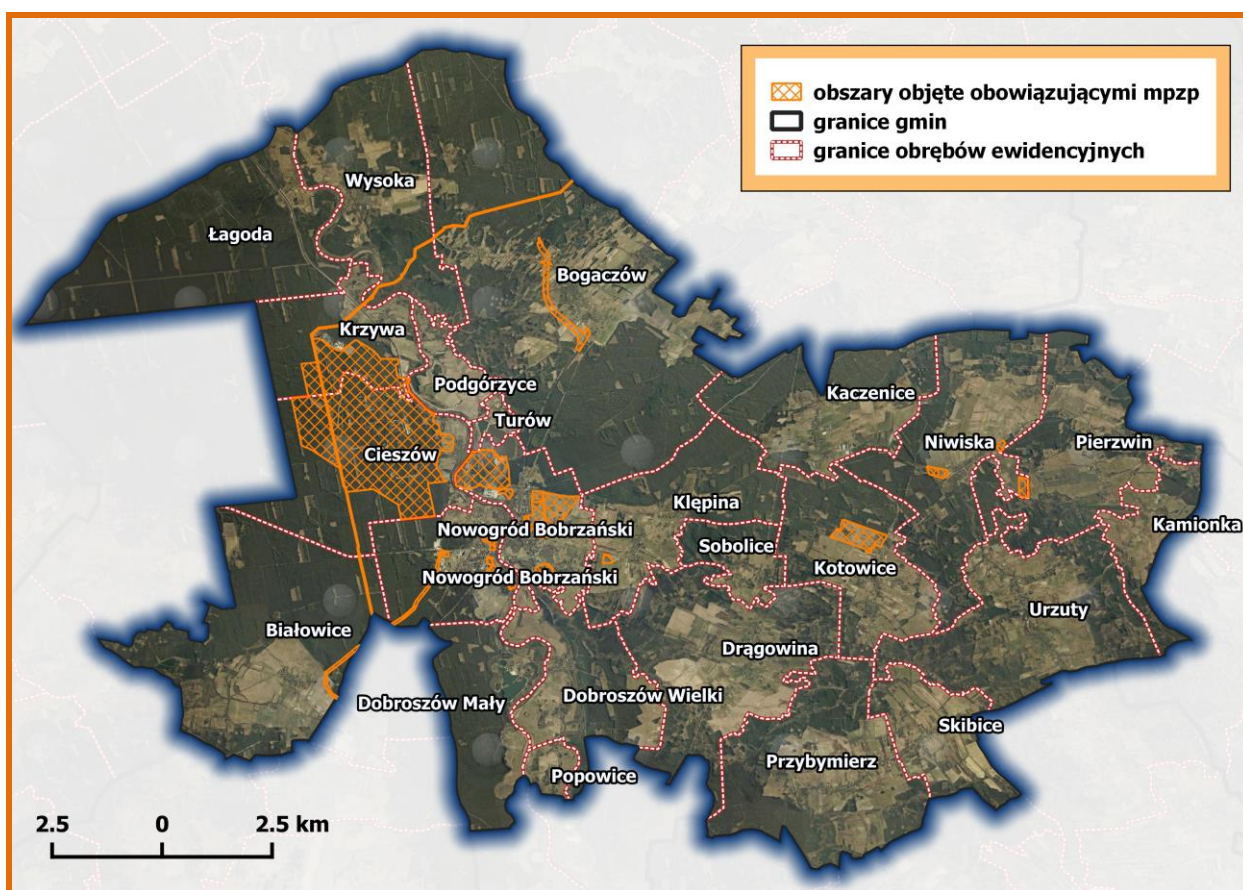 obszary objęte obowiązującymi mpzp
granice gmin
granice obrębów ewidencyjnych
Wysoka
Łagoda
Bogaczów
Krzywa
Podgórzyce
Kaczenice
Turów
Niwiska
Pierzwin
Cieszów
Klępina
Kamionka
Nowogród Bobrzański
Sobolice
Kotowice
Nowogród Bobrzański
Urzuty
Białowice
Drągowina
Dobroszów Mały
Dobroszów Wielki
Skibice
Przybymierz
Popowice
2.5 0 2.5 km